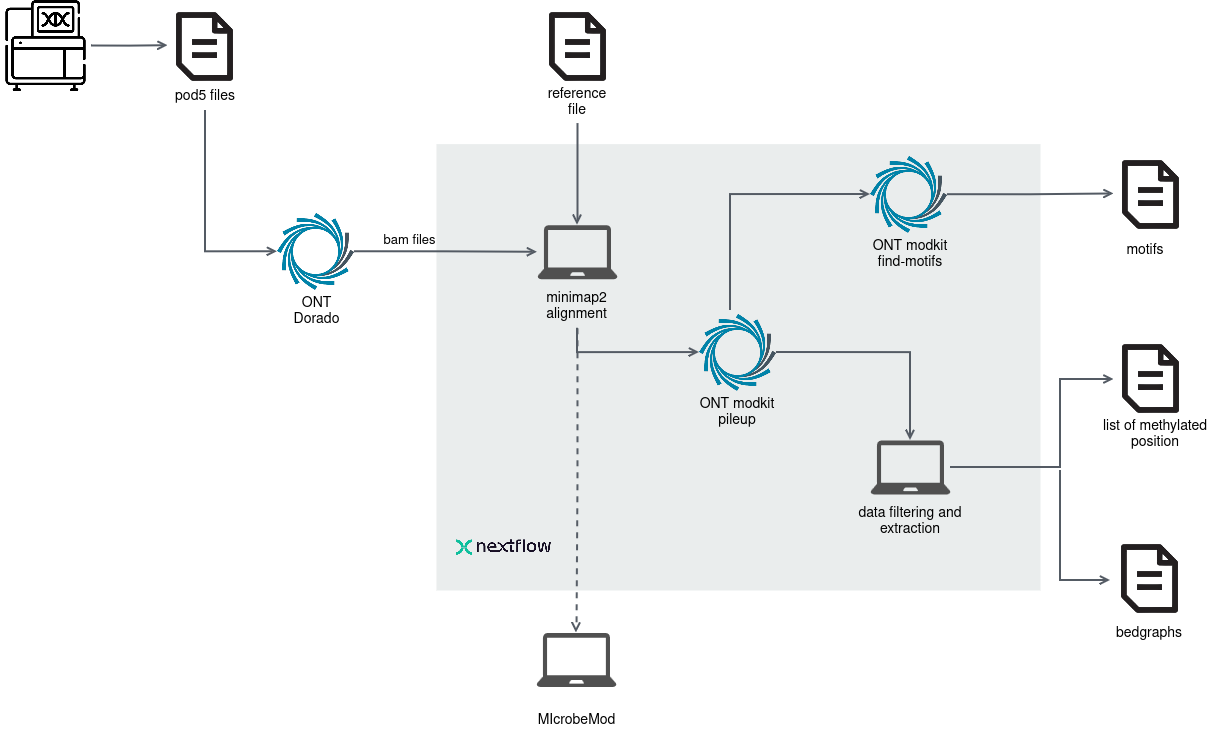 pod5 files
reference
file
bam files
ONT
Dorado
minimap2
alignment
ONT modkit
find-motifs
motifs
ONT modkit
pileup
list of methylated
position
data filtering and
extraction
nextflow
bedgraphs
MIcrobeMod